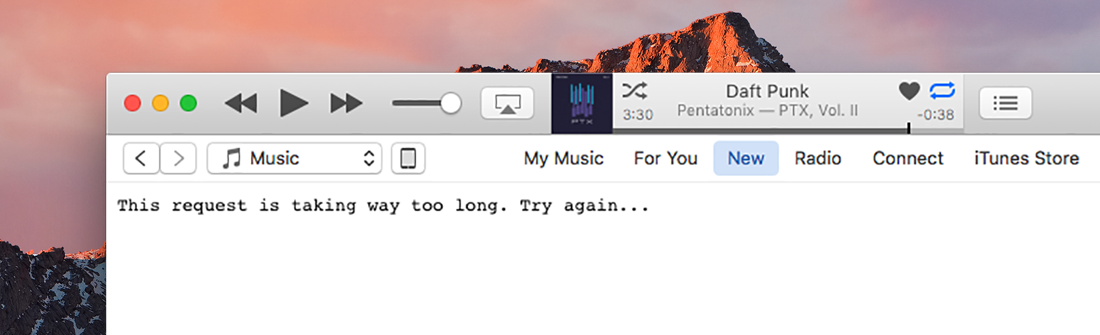 PTX
Daft Punk
3:30
Pentatonix — PTX, Vol. II
-0:38
Music
My Music
For You
New
Radio
Connect
iTunes Store
This request is taking way too long. Try again...